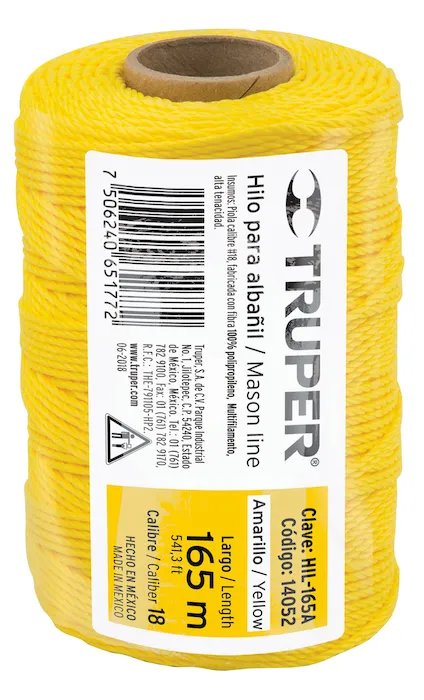 TRUPER®
Hilo para albañil / Mason line
Insumos: Piola calibre #18, fabricada con fibra 100% polipropileno, Multifilamento,
alta tenacidad.
7 506240 651772
Truper, S.A. de C.V. Parque Industrial
No. 1, Jilotepec, C.P. 54240, Estado
de México, México. Tel.: 01 (761)
782 9100, Fax: 01 (761) 782 9170,
R.F.C.: THE-791105-HP2.
www.truper.com
06-2018
Clave: HIL-165A
Código: 14052
Amarillo / Yellow
Largo / Length
165 m
541,3 ft
Calibre / Caliber 18
HECHO EN MÉXICO
MADE IN MEXICO